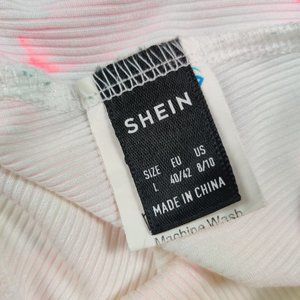 SHEIN
SIZE EU US
L 40/42 8/10
MADE IN CHINA
Machine Wash